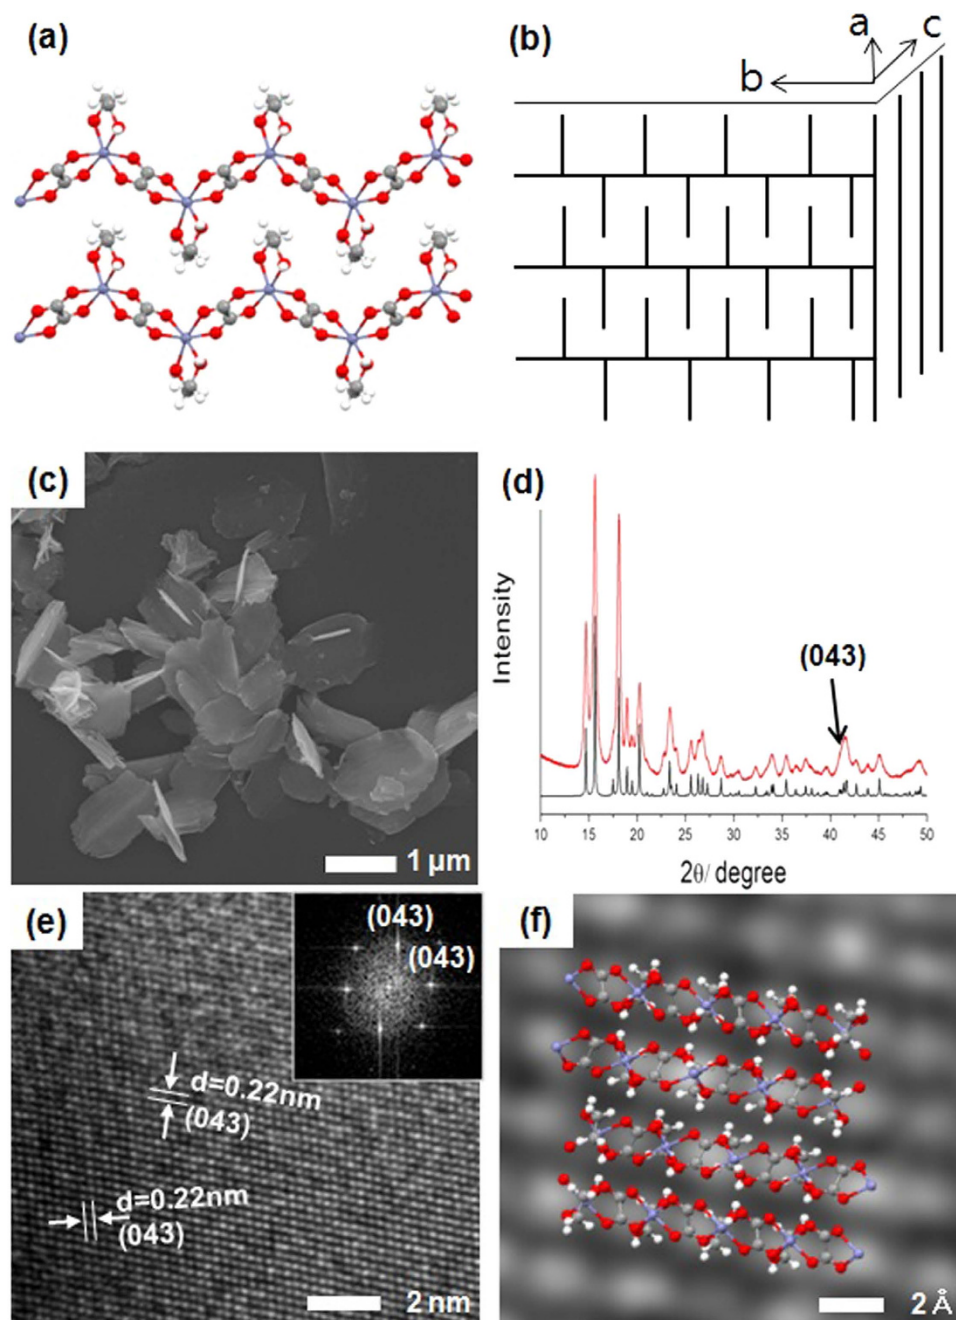 (a)
(b)
a
c
b
(c)
1 μm
(d)
Intensity
(043)
10 15 20 25 30 35 40 45 50
2θ/ degree
(e)
(043)
(043)
d=0.22nm
(043)
d=0.22nm
(043)
2 nm
(f)
2 Å